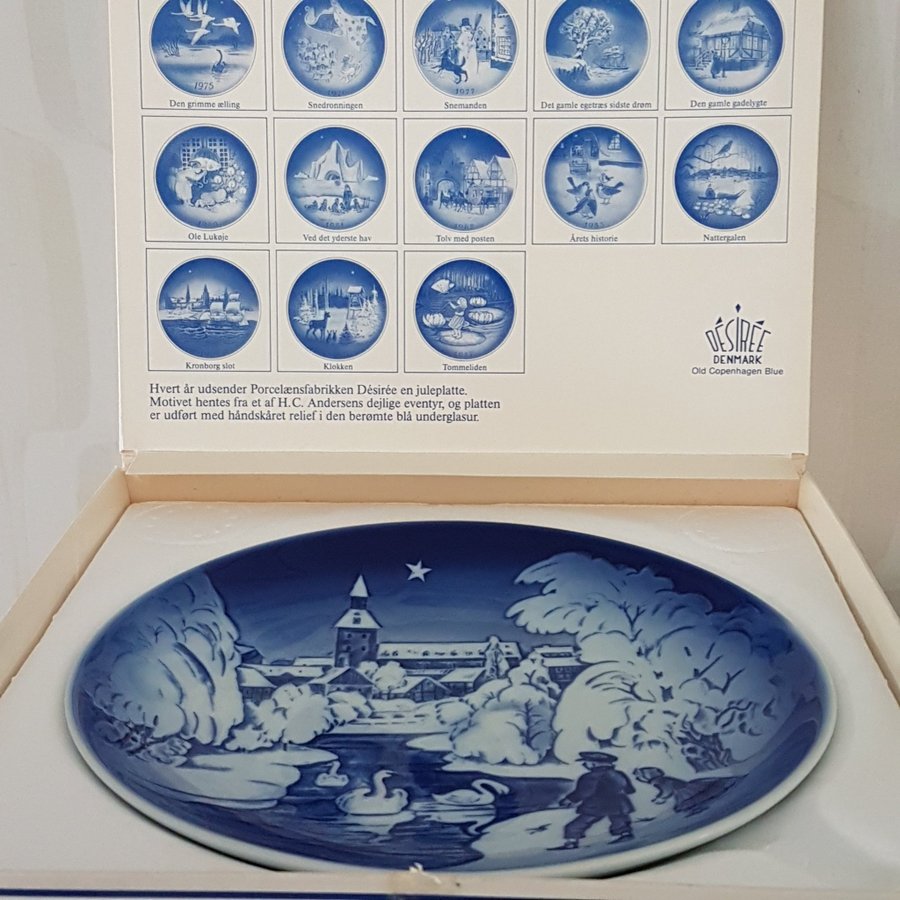 1975
Den grimme ælling
Snedronningen
1977
Snemanden
Det gamle egetræs sidste drøm
Den gamle gadelygte
Ole Lukøje
Ved det yderste hav
Tolv med posten
1983
Årets historie
Nattergalen
Kronborg slot
Klokken
Tommeliden
DÉSIRÉE
DENMARK
Old Copenhagen Blue
Hvert år udsender Porcelænsfabrikken Désirée en juleplatte.
Motivet hentes fra et af H.C. Andersens dejlige eventyr, og platten
er udført med håndskåret relief i den berømte blå underglasur.